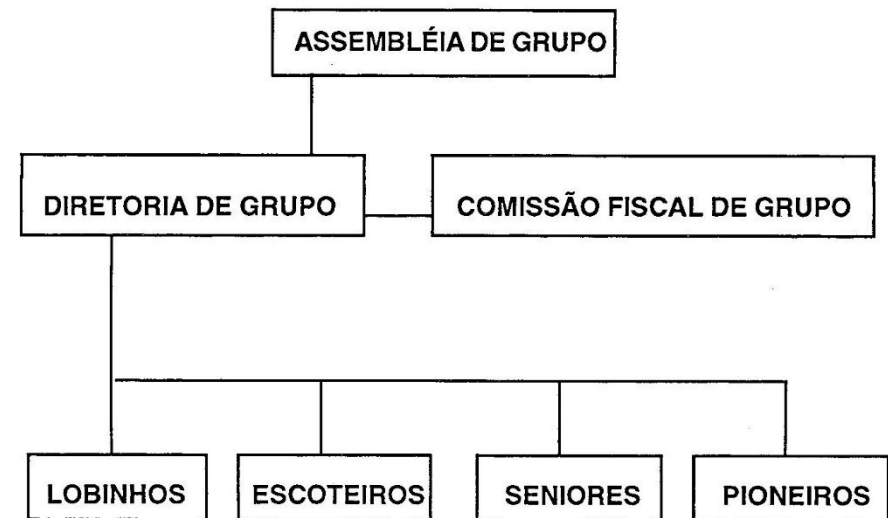 ASSEMBLÉIA DE GRUPO
DIRETORIA DE GRUPO
COMISSÃO FISCAL DE GRUPO
LOBINHOS
ESCOTEIROS
SENIORES
PIONEIROS